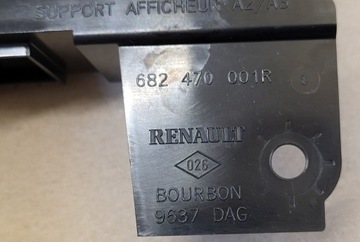 SUPPORT AFFICHEUR A2/A3
682 470 001R
RENAULT
026
BOURBON
9637 DAG